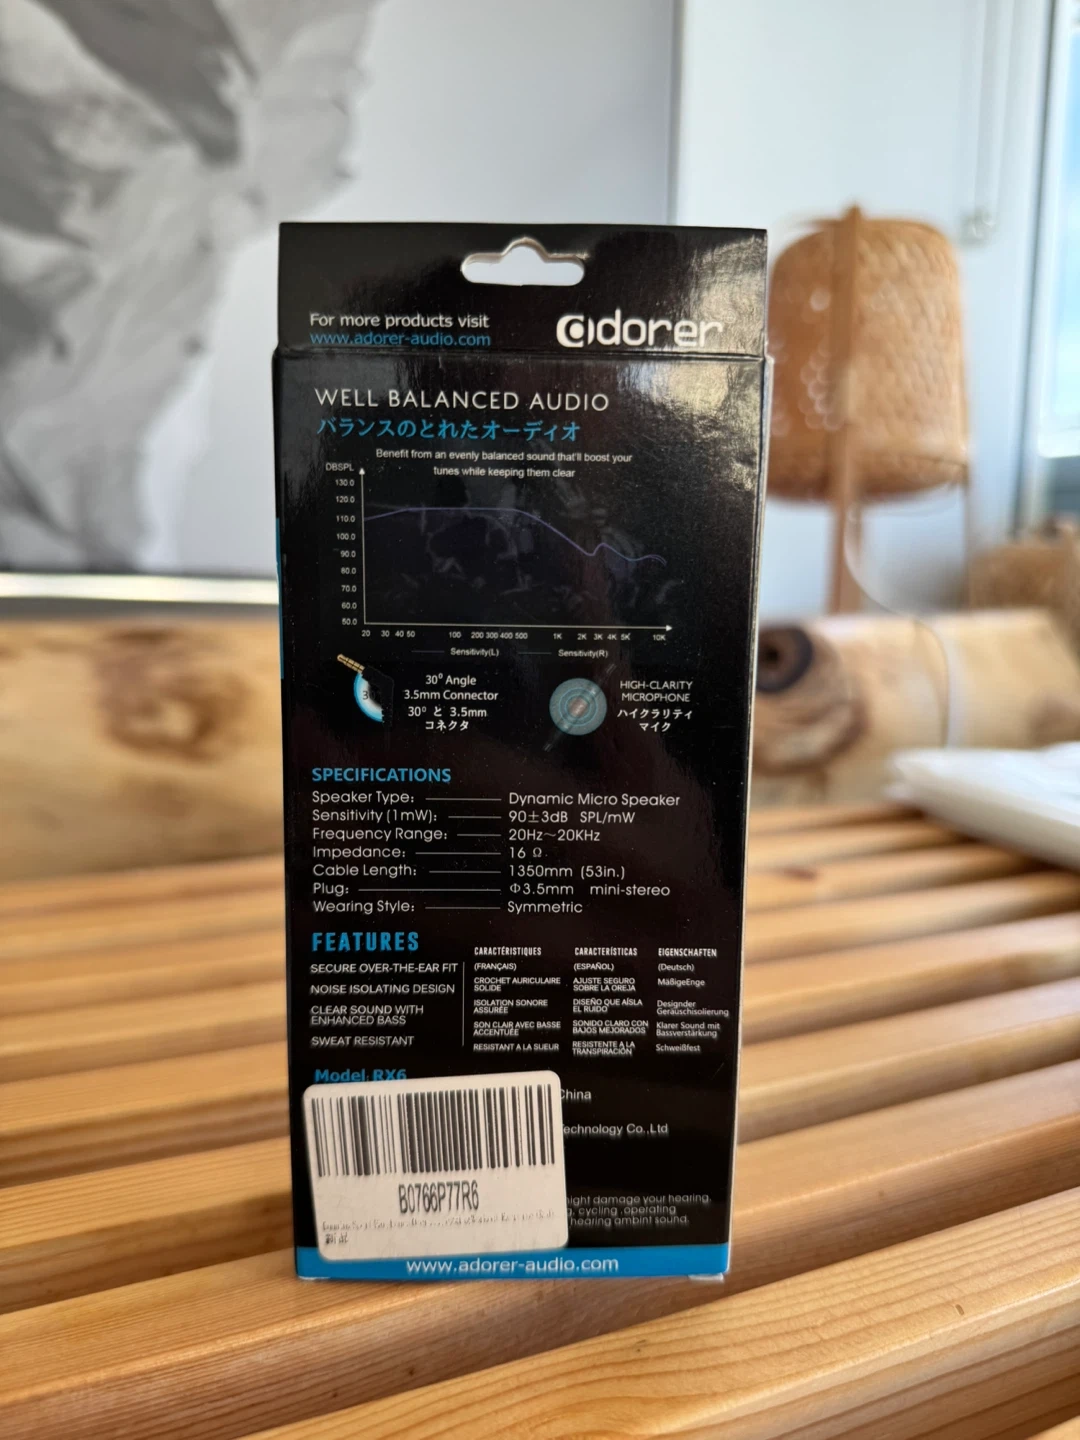 For more products visit
www.adorer-audio.com
adorer
WELL BALANCED AUDIO
バランスのとれたオーディオ
Benefit from an evenly balanced sound that'll boost your
tunes while keeping them clear
DBSPL
130.0
120.0
110.0
100.0
90.0
80.0
70.0
60.0
50.0
20 30 40 50 100 200 300 400 500 1K 2K 3K 4K 5K 10K
Sensitivity(L) Sensitivity(R)
30° Angle
3.5mm Connector
30° と 3.5mm
コネクタ
HIGH-CLARITY
MICROPHONE
ハイクラリティ
マイク
SPECIFICATIONS
Speaker Type: Dynamic Micro Speaker
Sensitivity (1mW): 90±3dB SPL/mW
Frequency Range: 20Hz~20KHz
Impedance: 16 Ω
Cable Length: 1350mm (53in.)
Plug: Φ3.5mm mini-stereo
Wearing Style: Symmetric
FEATURES
SECURE OVER-THE-EAR FIT
NOISE ISOLATING DESIGN
CLEAR SOUND WITH
ENHANCED BASS
SWEAT RESISTANT
CARACTÉRISTIQUES
(FRANÇAIS)
CROCHET AURICULAIRE
SOLIDE
ISOLATION SONORE
ASSURÉE
SON CLAIR AVEC BASSE
ACCENTUÉE
RESISTANT A LA SUEUR
CARACTERÍSTICAS
(ESPAÑOL)
AJUSTE SEGURO
SOBRE LA OREJA
DISEÑO QUE AÍSLA
EL RUIDO
SONIDO CLARO CON
BAJOS MEJORADOS
RESISTENTE A LA
TRANSPIRACIÓN
EIGENSCHAFTEN
(Deutsch)
MäßigeEnge
Designder
Geräuschisolierung
Klarer Sound mit
Bassverstärkung
Schweißfest
Model: RX6
China
Technology Co.,Ltd
might damage your hearing.
cycling ,operating
hearing ambint sound.
B0766P77R6
www.adorer-audio.com